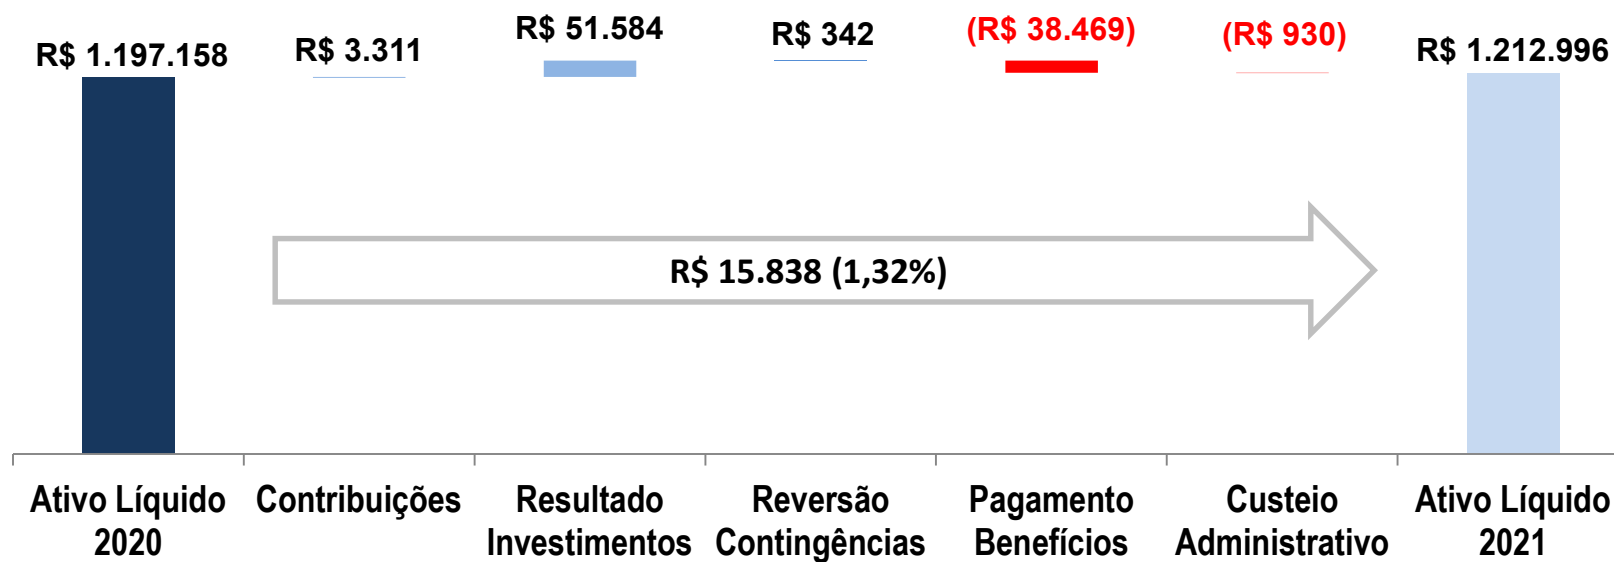 R$ 1.197.158
R$ 3.311
R$ 51.584
R$ 342
(R$ 38.469)
(R$ 930)
R$ 1.212.996
R$ 15.838 (1,32%)
Ativo Líquido
2020
Contribuições
Resultado
Investimentos
Reversão
Contingências
Pagamento
Benefícios
Custeio
Administrativo
Ativo Líquido
2021